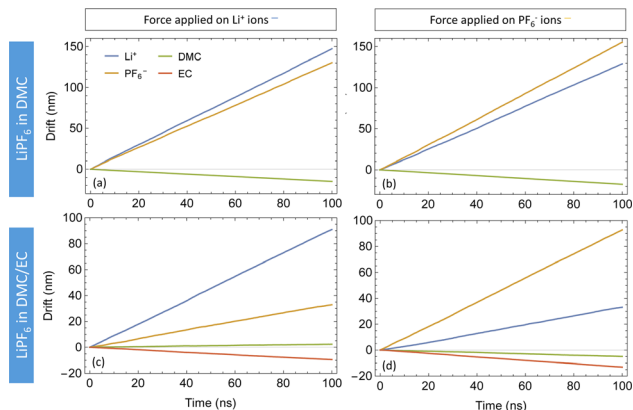 Force applied on Li⁺ ions
Force applied on PF₆⁻ ions
LiPF₆ in DMC
Drift (nm)
150
100
50
0
Li⁺
DMC
PF₆⁻
EC
(a)
0
20
40
60
80
100
150
100
50
0
(b)
0
20
40
60
80
100
LiPF₆ in DMC/EC
Drift (nm)
100
80
60
40
20
0
−20
(c)
0
20
40
60
80
100
Time (ns)
120
100
80
60
40
20
0
−20
(d)
0
20
40
60
80
100
Time (ns)